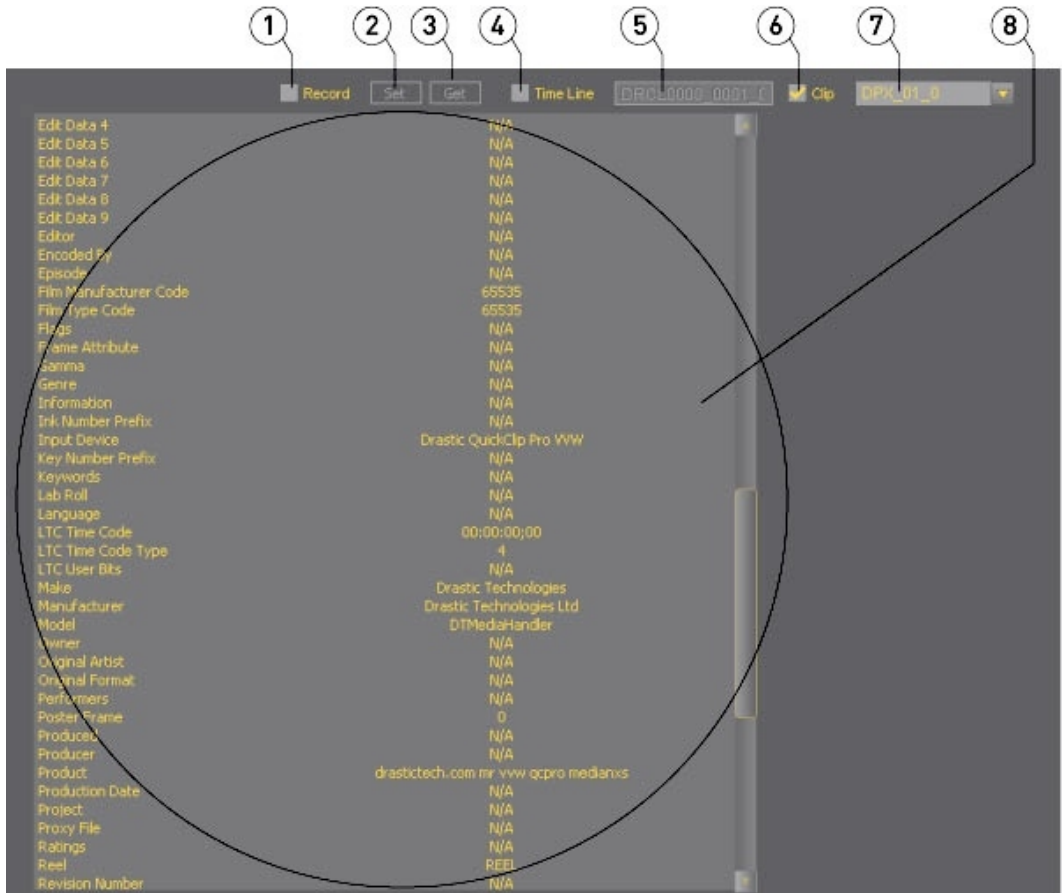 1 2 3 4 5 6 7 8
Record Set Get Time Line DRCL0000_0001_0 Clip DPX_01_0
Edit Data 4 N/A
Edit Data 5 N/A
Edit Data 6 N/A
Edit Data 7 N/A
Edit Data 8 N/A
Edit Data 9 N/A
Editor N/A
Encoded By N/A
Episode N/A
Film Manufacturer Code 65535
Film Type Code 65535
Flags N/A
Frame Attribute N/A
Gamma N/A
Genre N/A
Information N/A
Ink Number Prefix N/A
Input Device Drastic QuickClip Pro VVW
Key Number Prefix N/A
Keywords N/A
Lab Roll N/A
Language N/A
LTC Time Code 00:00:00;00
LTC Time Code Type 4
LTC User Bits N/A
Make Drastic Technologies
Manufacturer Drastic Technologies Ltd
Model DTMediaHandler
Owner N/A
Original Artist N/A
Original Format N/A
Performers N/A
Poster Frame 0
Produced N/A
Producer N/A
Product drastictech.com mr vvw qcpro medianxs
Production Date N/A
Project N/A
Proxy File N/A
Ratings N/A
Reel REEL
Revision Number N/A